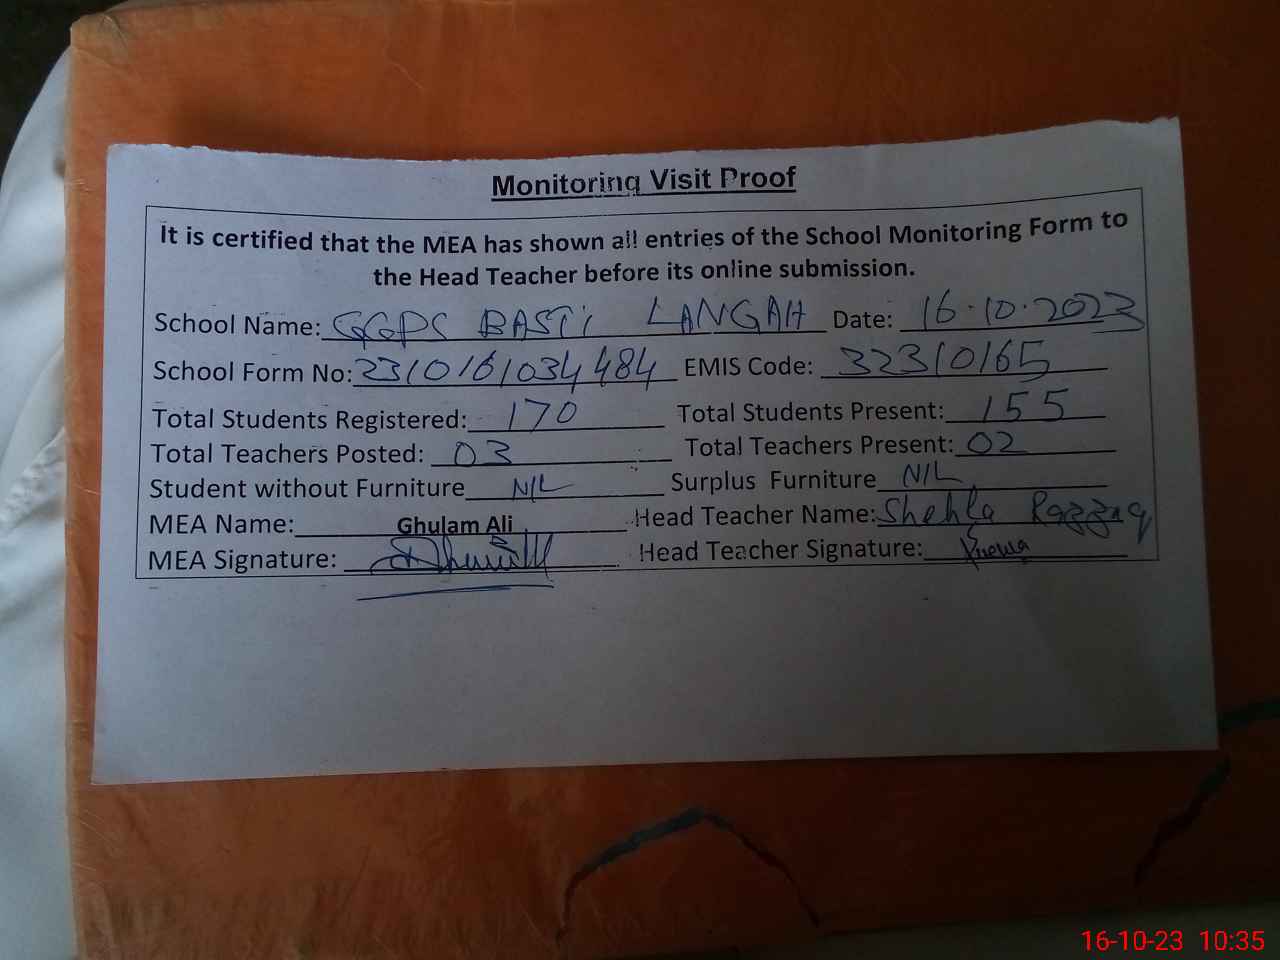 Monitoring Visit Proof
It is certified that the MEA has shown all entries of the School Monitoring Form to
the Head Teacher before its online submission.
School Name: GGPS BASTI LANGAH Date: 16.10.2023
School Form No: 2310161034484 EMIS Code: 32310165
Total Students Registered: 170 Total Students Present: 155
Total Teachers Posted: 03 Total Teachers Present: 02
Student without Furniture NIL Surplus Furniture NIL
MEA Name: Ghulam Ali Head Teacher Name: Shehla Razzaq
MEA Signature: Head Teacher Signature:
16-10-23 10:35